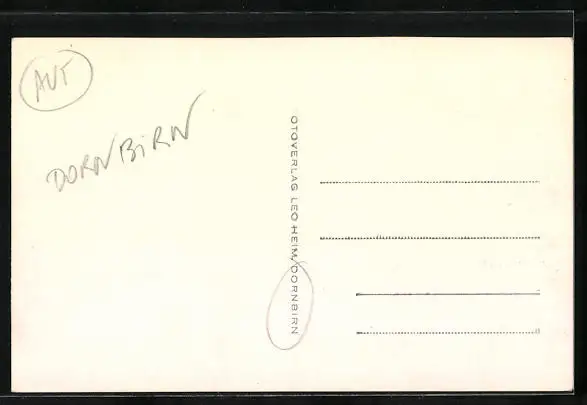 AUT
DORNBIRN
OTOVERLAG LEO HEIM, DORNBIRN